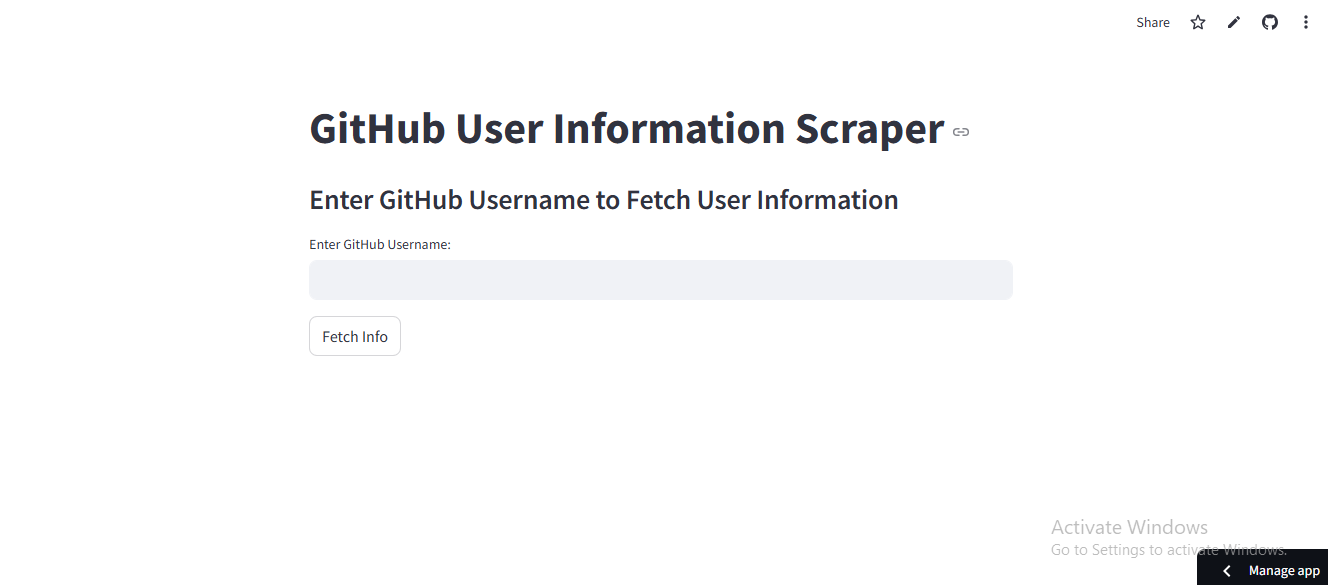 Share
GitHub User Information Scraper
Enter GitHub Username to Fetch User Information
Enter GitHub Username:
Fetch Info
Activate Windows
Go to Settings to activate Windows.
Manage app